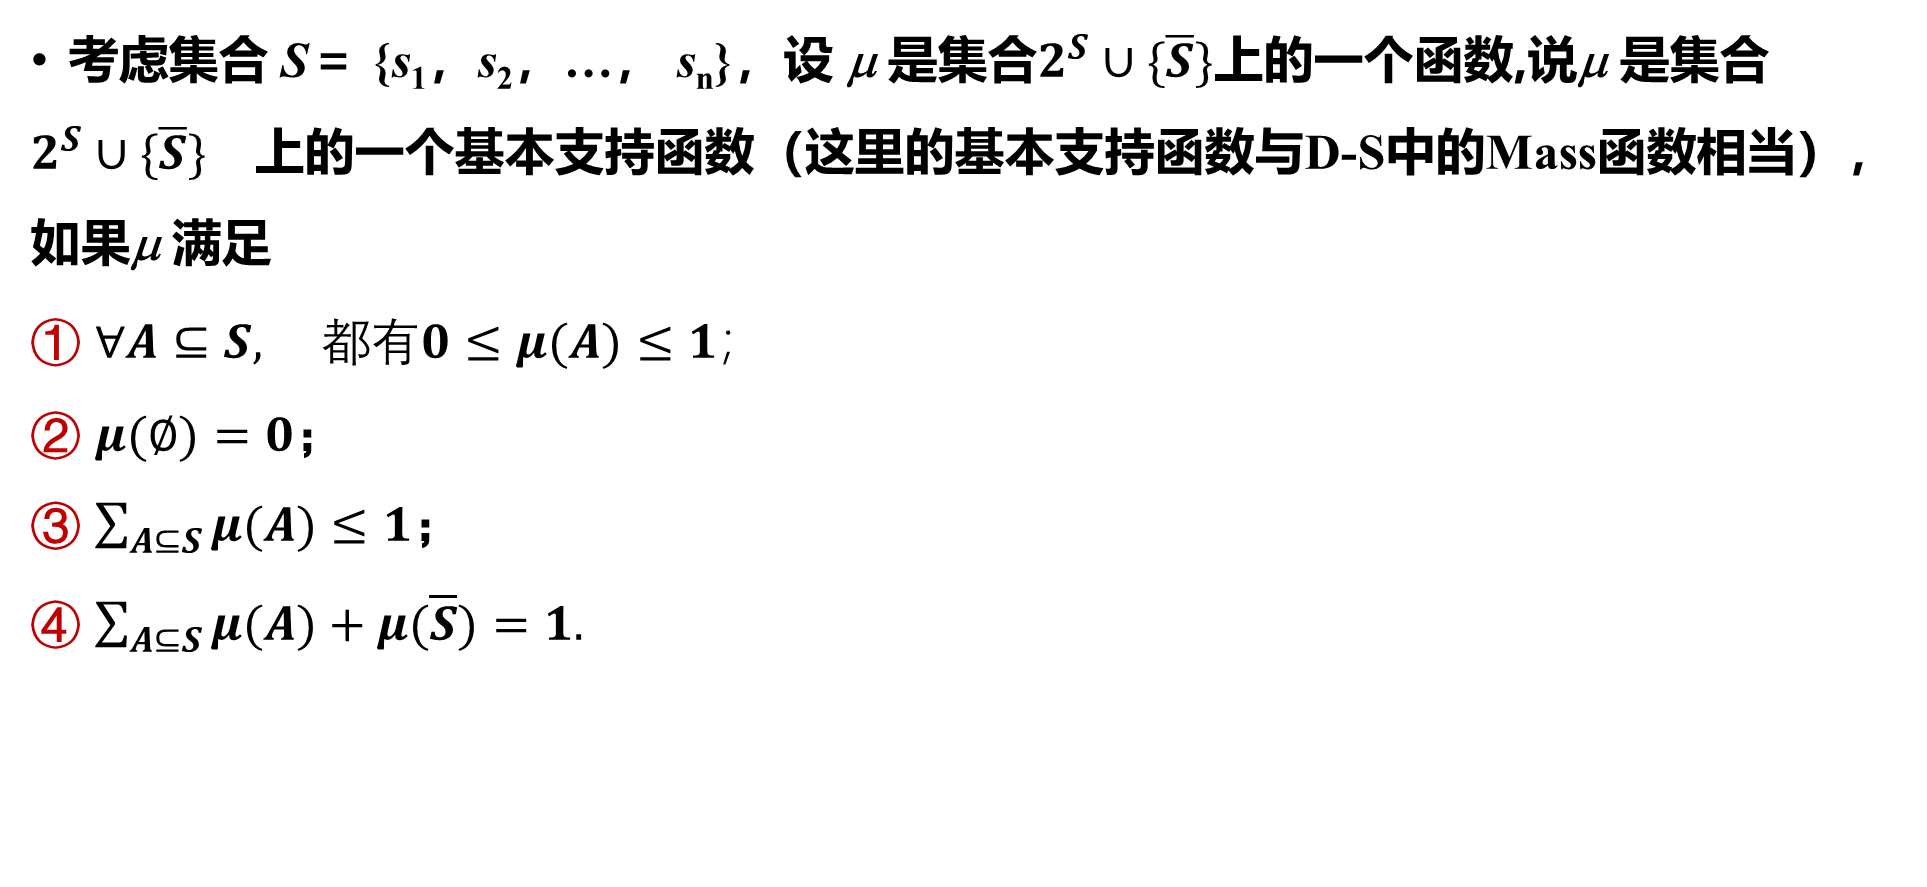 • 考虑集合 S = {s₁，s₂，…， sₙ}，设 μ 是集合2^S ∪ {S̅}上的一个函数,说μ 是集合
2^S ∪ {S̅} 上的一个基本支持函数（这里的基本支持函数与D-S中的Mass函数相当），
如果μ 满足
① ∀A ⊆ S, 都有0 ≤ μ(A) ≤ 1;
② μ(∅) = 0；
③ ∑_{A⊆S} μ(A) ≤ 1；
④ ∑_{A⊆S} μ(A) + μ(S̅) = 1.